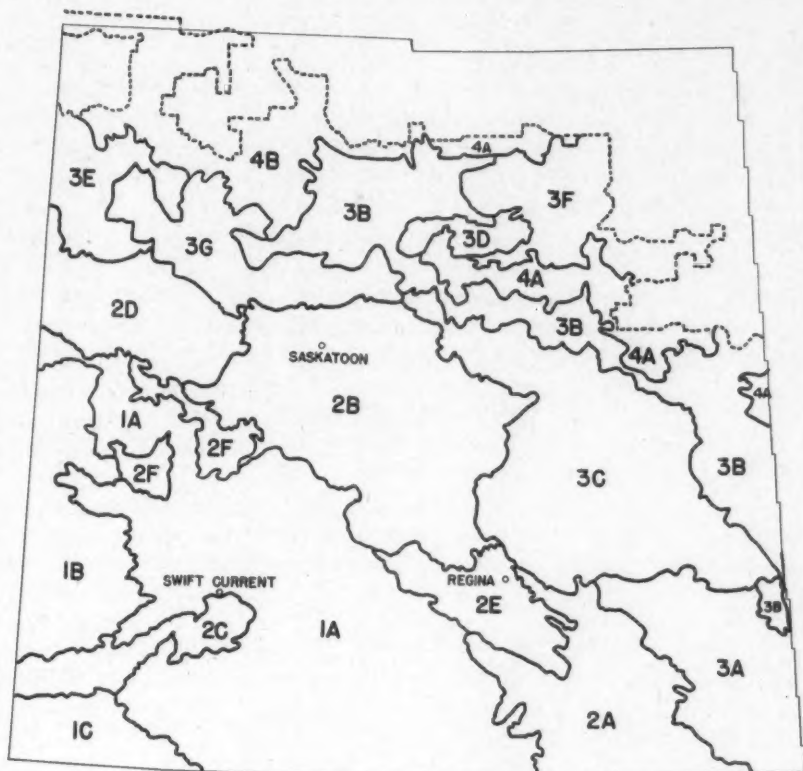 4A
4B
3E
3B
3F
3D
3G
4A
2D
3B
SASKATOON
4A
4A
2B
1A
2F
2F
3B
3C
1B
SWIFT CURRENT
REGINA
2E
3B
2C
1A
3A
2A
1C